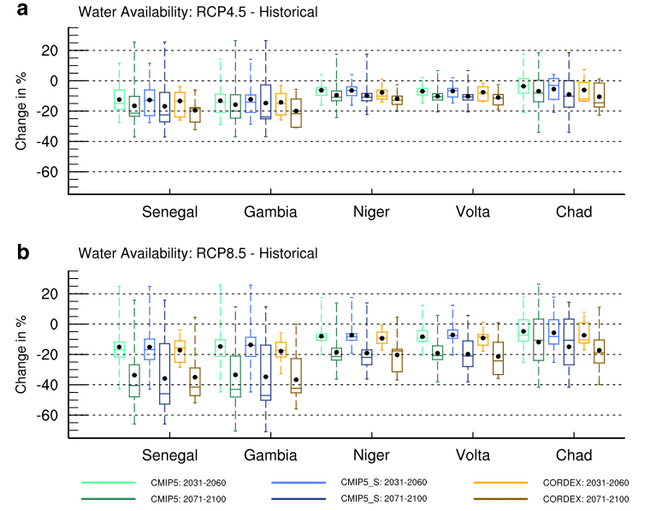 a
Water Availability: RCP4.5 - Historical
Change in %
20
0
-20
-40
-60
Senegal Gambia Niger Volta Chad
b
Water Availability: RCP8.5 - Historical
Change in %
20
0
-20
-40
-60
Senegal Gambia Niger Volta Chad
CMIP5: 2031-2060 CMIP5_S: 2031-2060 CORDEX: 2031-2060
CMIP5: 2071-2100 CMIP5_S: 2071-2100 CORDEX: 2071-2100